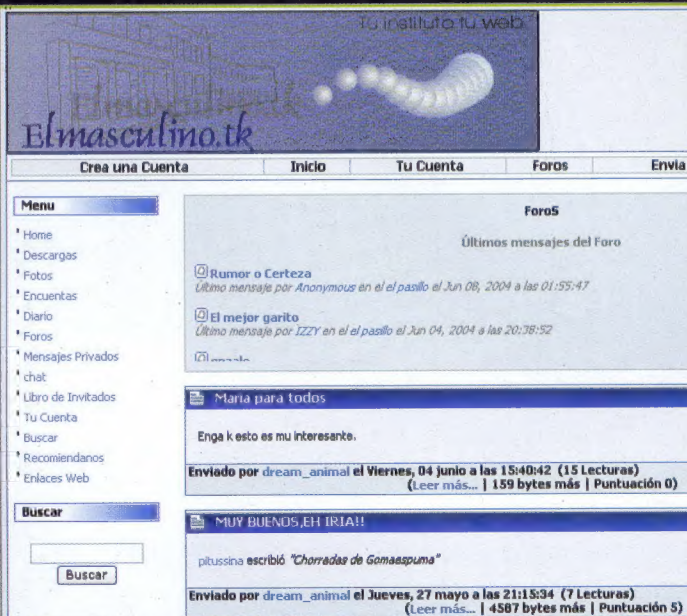 Tu instituto tu web
Elmasculino.tk
Elmasculino.tk
Crea una Cuenta Inicio Tu Cuenta Foros Envia
Menu
Home
Descargas
Fotos
Encuentas
Diario
Foros
Mensajes Privados
chat
Libro de Invitados
Tu Cuenta
Buscar
Recomiendanos
Enlaces Web
Buscar
Buscar
ForoS
Últimos mensajes del Foro
Rumor o Certeza
Último mensaje por Anonymous en el el pasillo el Jun 08, 2004 a las 01:55:47
El mejor garito
Último mensaje por IZZY en el el pasillo el Jun 04, 2004 a las 20:38:52
Maria para todos
Enga k esto es mu interesante.
Enviado por dream_animal el Viernes, 04 junio a las 15:40:42 (15 Lecturas)
(Leer más... | 159 bytes más | Puntuación 0)
MUY BUENOS,EH IRIA!!
pitussina escribió "Chorradas de Gomaespuma"
Enviado por dream_animal el Jueves, 27 mayo a las 21:15:34 (7 Lecturas)
(Leer más... | 4587 bytes más | Puntuación 5)